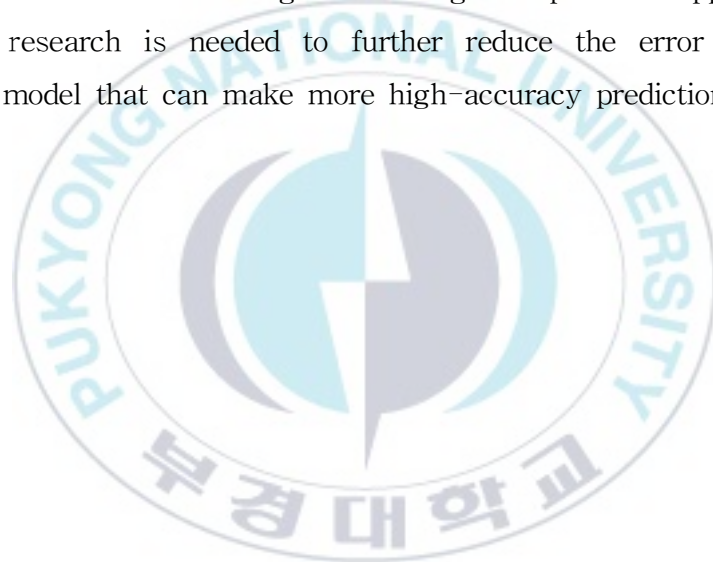 research is needed to further reduce the error
model that can make more high-accuracy prediction
PUKYONG NATIONAL UNIVERSITY
부경대학교